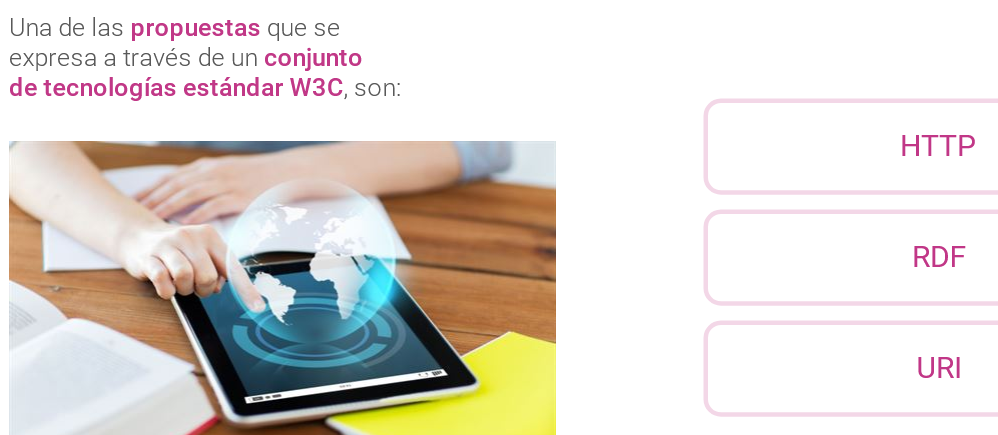 Una de las propuestas que se
expresa a través de un conjunto
de tecnologías estándar W3C, son:
HTTP
RDF
URI